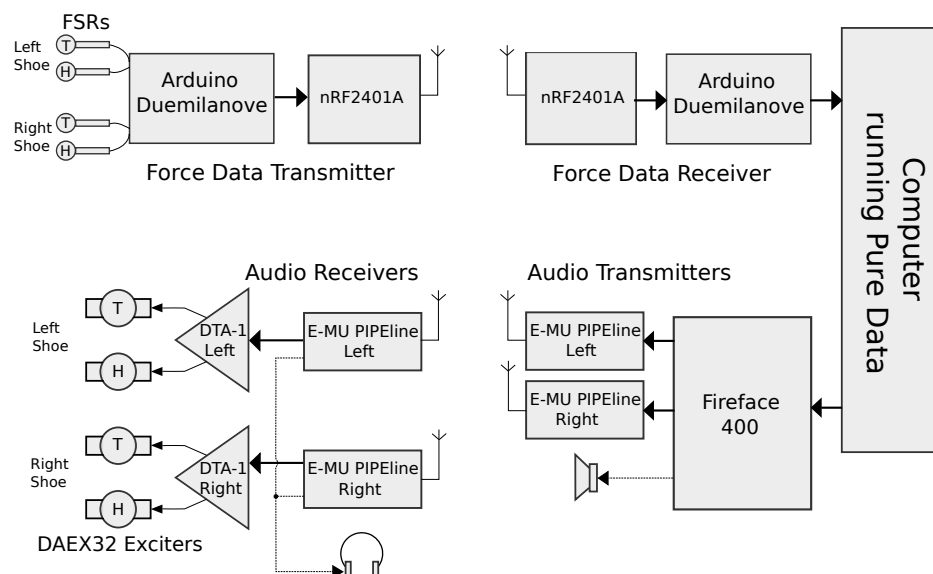 FSRs
Left
Shoe
T
H
Right
Shoe
T
H
Arduino
Duemilanove
nRF2401A
Force Data Transmitter
nRF2401A
Arduino
Duemilanove
Force Data Receiver
Computer
running Pure Data
Audio Receivers
Left
Shoe
T
H
DTA-1
Left
E-MU PIPEline
Left
Right
Shoe
T
H
DTA-1
Right
E-MU PIPEline
Right
DAEX32 Exciters
Audio Transmitters
E-MU PIPEline
Left
E-MU PIPEline
Right
Fireface
400